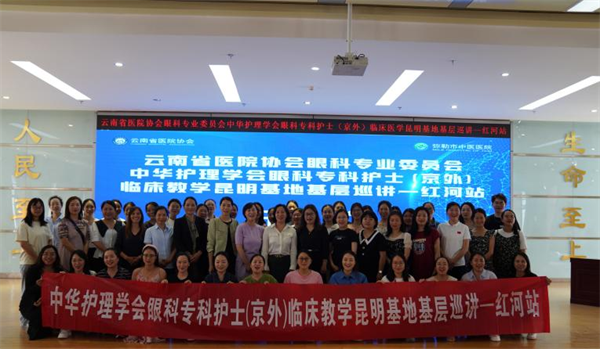 云南省医院协会眼科专业委员会中华护理学会眼科专科护士（京外）临床医学昆明基地基层巡讲—红河站
云南省医院协会
弥勒市中医医院
云南省医院协会眼科专业委员会
中华护理学会眼科专科护士（京外）
临床教学昆明基地基层巡讲—红河站
人民至
生命至上
中华护理学会眼科专科护士(京外)临床教学昆明基地基层巡讲—红河站